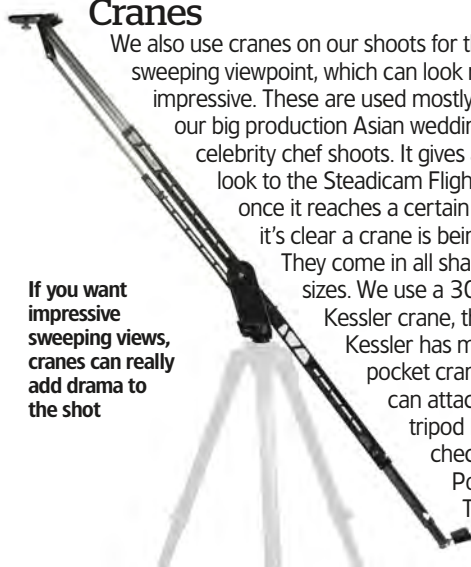 Cranes
We also use cranes on our shoots for th
sweeping viewpoint, which can look
impressive. These are used mostly
our big production Asian weddin
celebrity chef shoots. It gives a
look to the Steadicam Fligh
once it reaches a certain
it's clear a crane is bein
They come in all sha
sizes. We use a 30
Kessler crane, th
Kessler has m
pocket cran
can attac
tripod
chec
Po
T
If you want
impressive
sweeping views,
cranes can really
add drama to
the shot